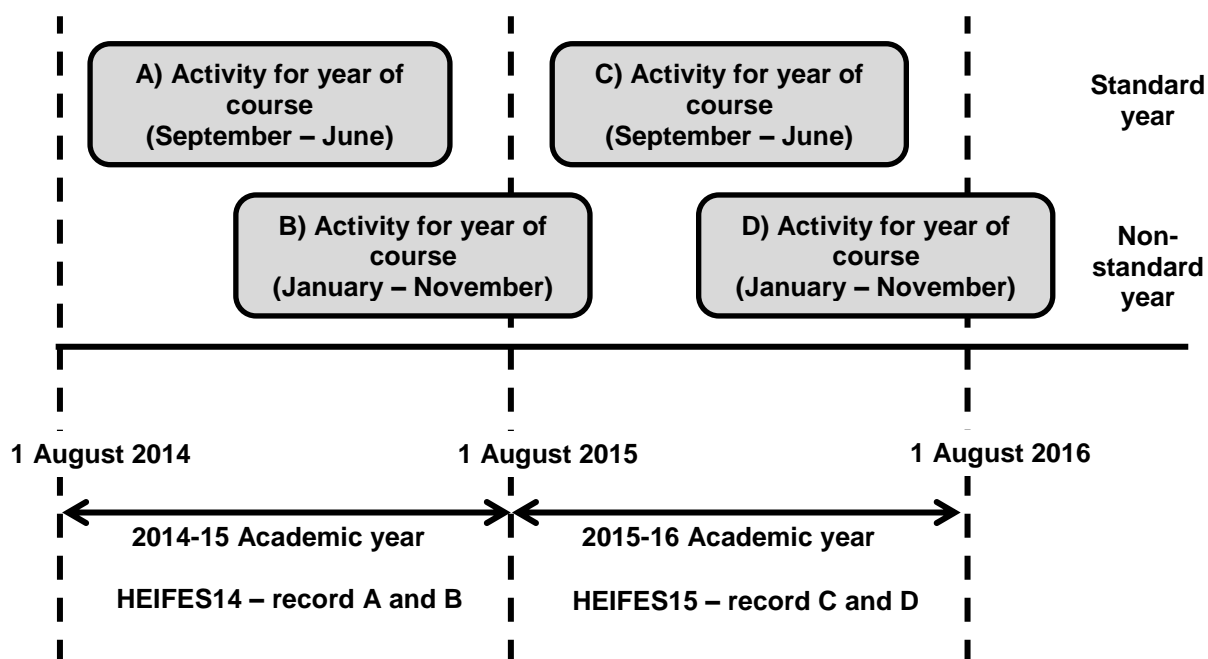 A) Activity for year of
course
(September – June)
C) Activity for year of
course
(September – June)
Standard
year
B) Activity for year of
course
(January – November)
D) Activity for year of
course
(January – November)
Non-
standard
year
1 August 2014
1 August 2015
1 August 2016
2014-15 Academic year
2015-16 Academic year
HEIFES14 – record A and B
HEIFES15 – record C and D